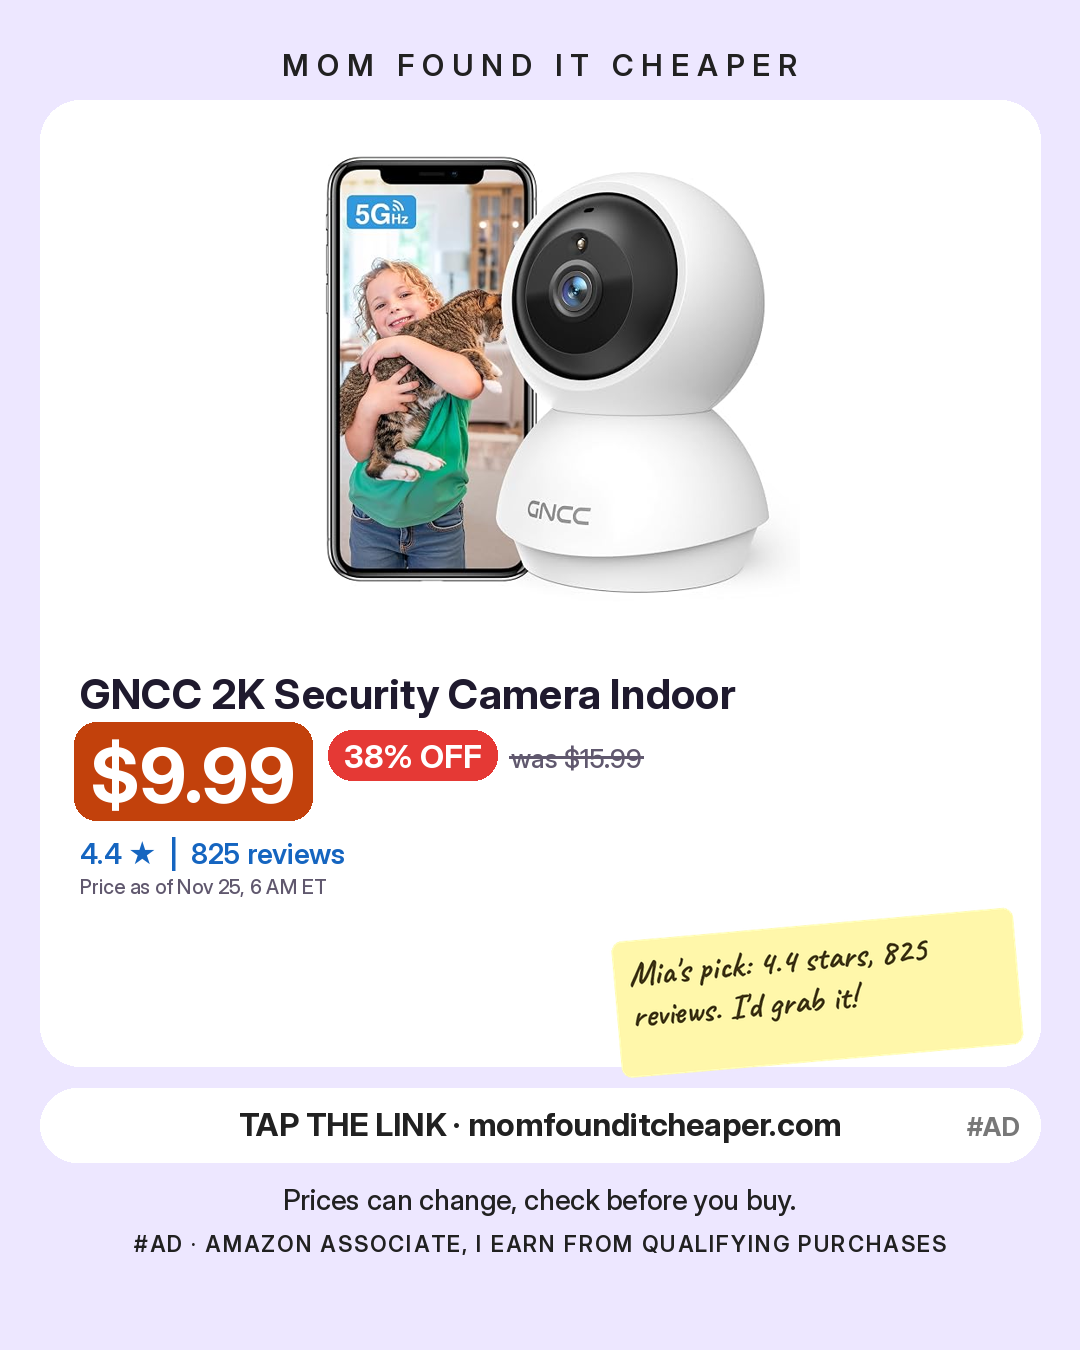 MOM FOUND IT CHEAPER
5GHz
GNCC
GNCC 2K Security Camera Indoor
$9.99 38% OFF was $15.99
4.4 ★ | 825 reviews
Price as of Nov 25, 6 AM ET
Mia's pick: 4.4 stars, 825
reviews. I'd grab it!
TAP THE LINK · momfounditcheaper.com #AD
Prices can change, check before you buy.
#AD · AMAZON ASSOCIATE, I EARN FROM QUALIFYING PURCHASES